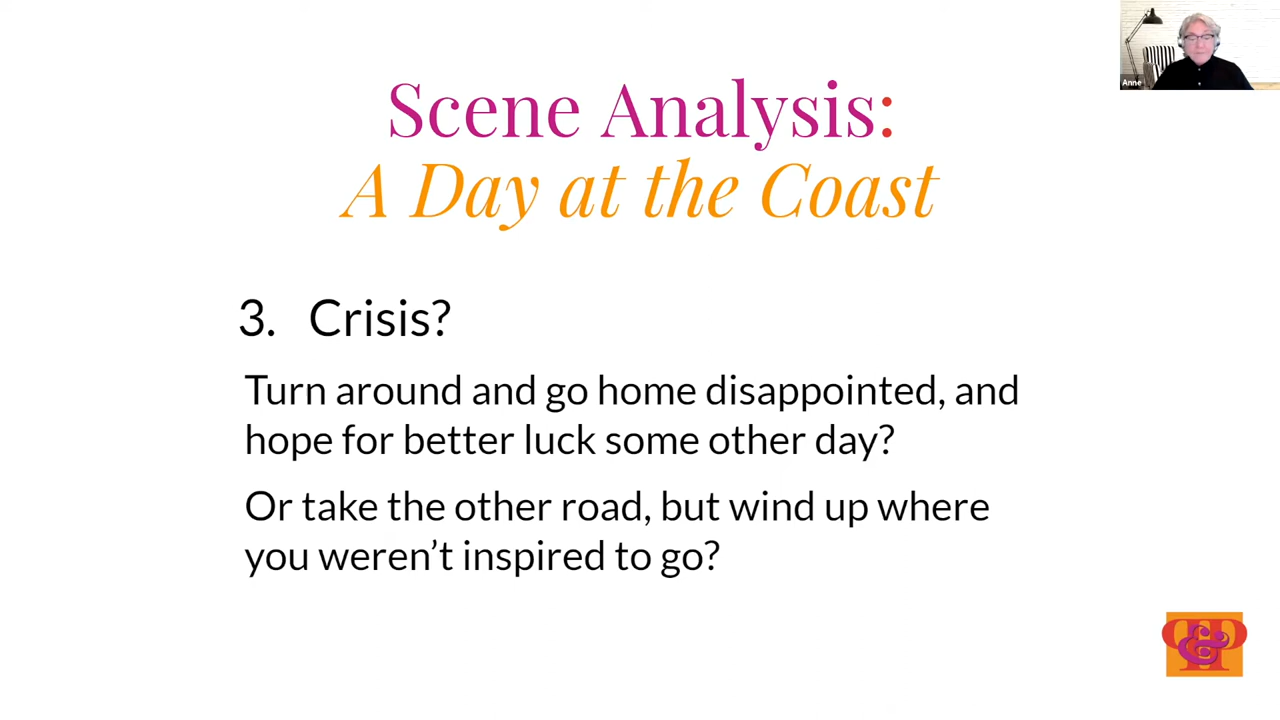 Anne
Scene Analysis:
A Day at the Coast
3. Crisis?
Turn around and go home disappointed, and
hope for better luck some other day?
Or take the other road, but wind up where
you weren’t inspired to go?
P&P